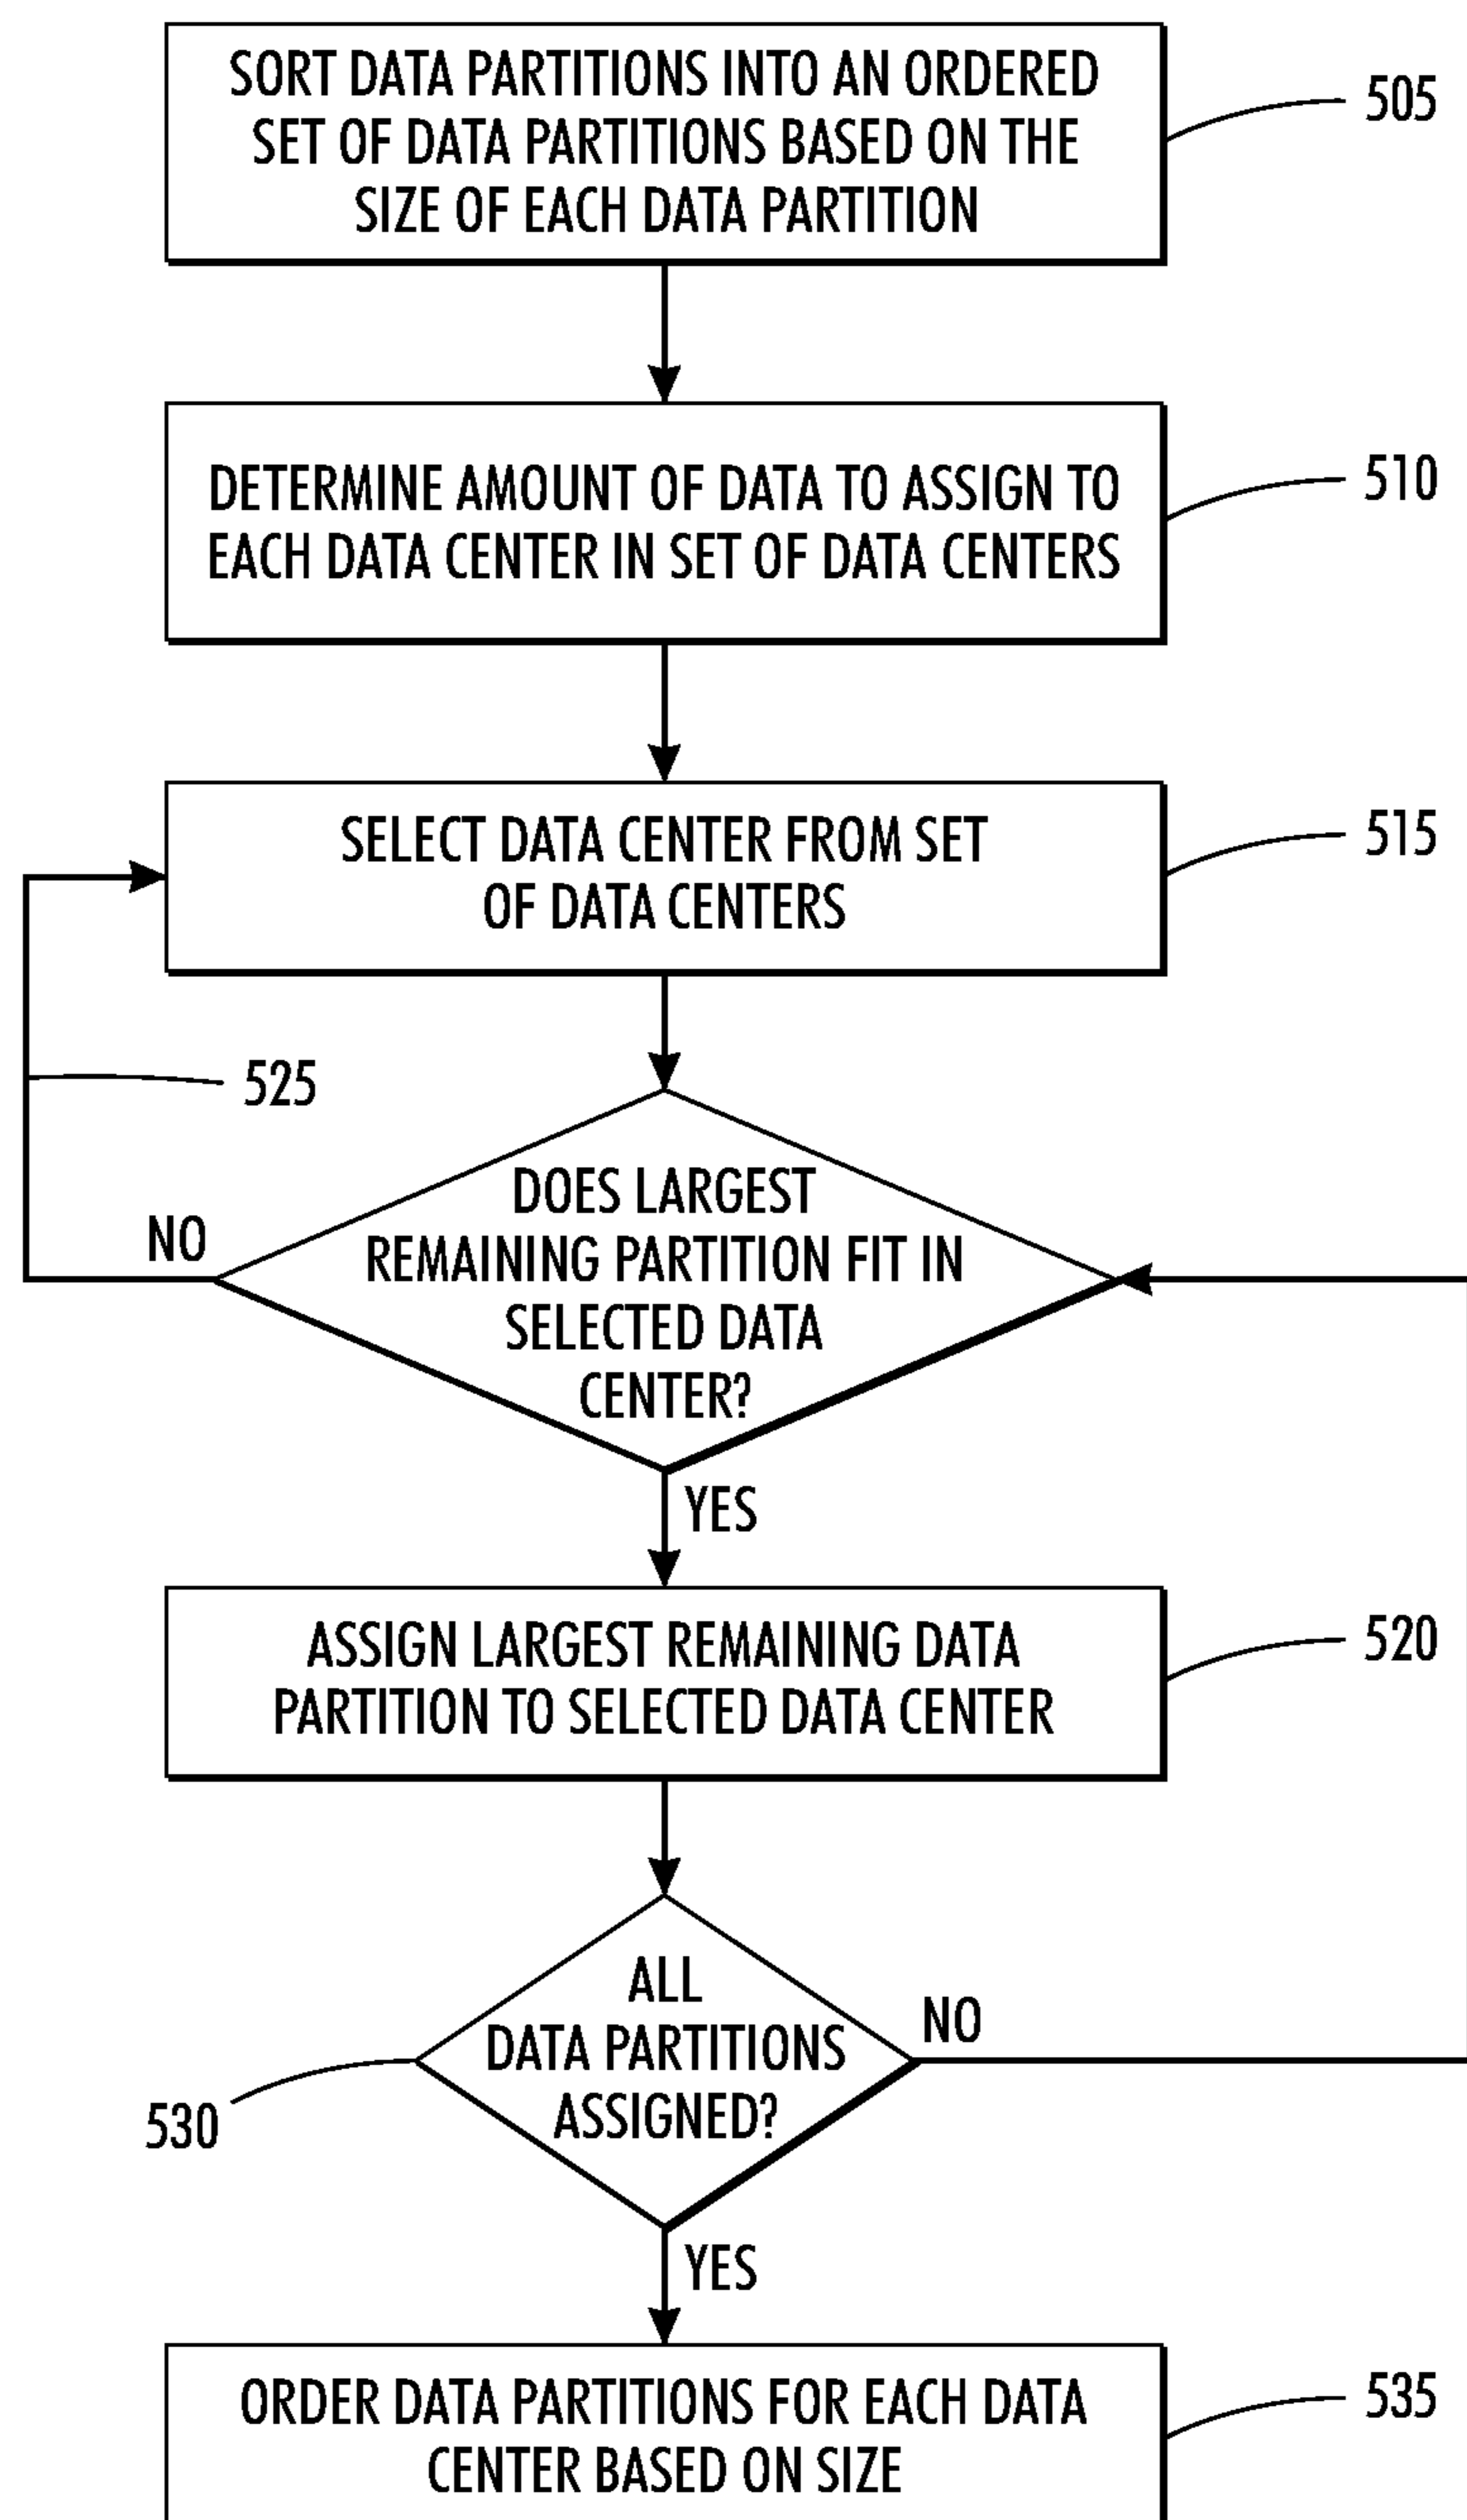 SORT DATA PARTITIONS INTO AN ORDERED
SET OF DATA PARTITIONS BASED ON THE
SIZE OF EACH DATA PARTITION
505
DETERMINE AMOUNT OF DATA TO ASSIGN TO
EACH DATA CENTER IN SET OF DATA CENTERS
510
SELECT DATA CENTER FROM SET
OF DATA CENTERS
515
525
DOES LARGEST
REMAINING PARTITION FIT IN
SELECTED DATA
CENTER?
NO
YES
ASSIGN LARGEST REMAINING DATA
PARTITION TO SELECTED DATA CENTER
520
ALL
DATA PARTITIONS
ASSIGNED?
NO
530
YES
ORDER DATA PARTITIONS FOR EACH DATA
CENTER BASED ON SIZE
535